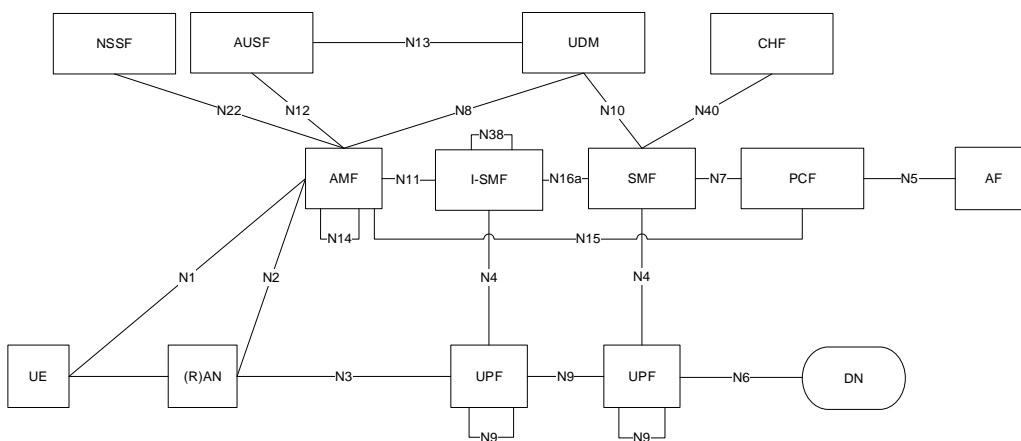 NSSF
AUSF
N13
UDM
CHF
N22
N12
N8
N10
N40
N38
AMF
N11
I-SMF
N16a
SMF
N7
PCF
N5
AF
N14
N15
N1
N2
N4
N4
UE
(R)AN
N3
UPF
N9
UPF
N6
DN
N9
N9